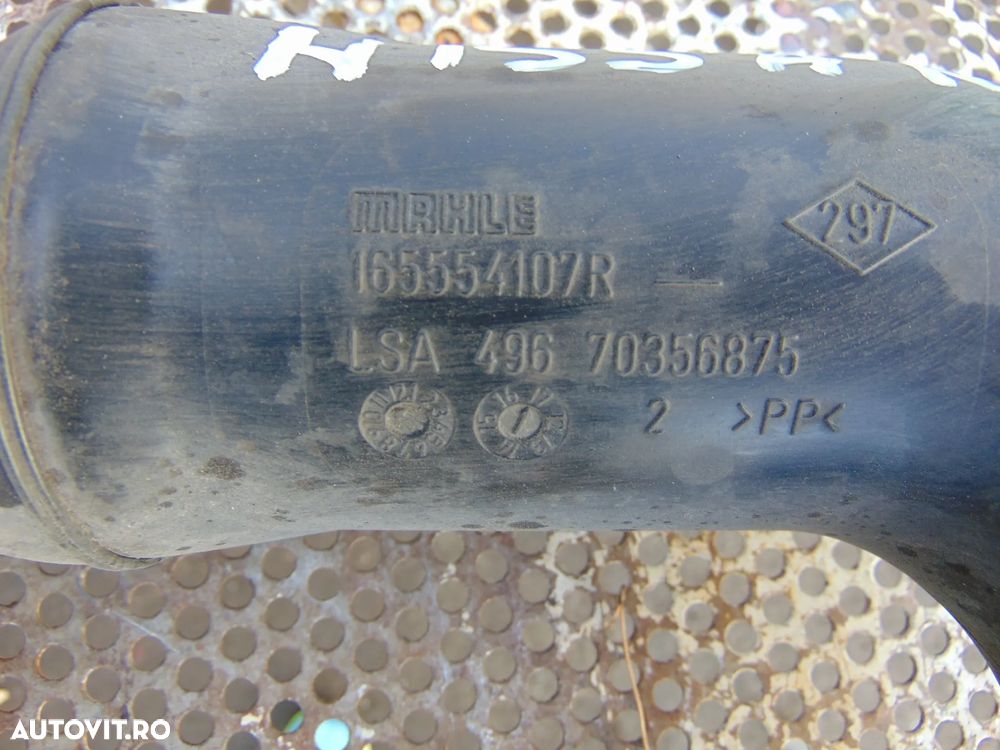 MAHLE
297
165554107R
LSA 496 70356875
2 >PP<
AUTOVIT.RO